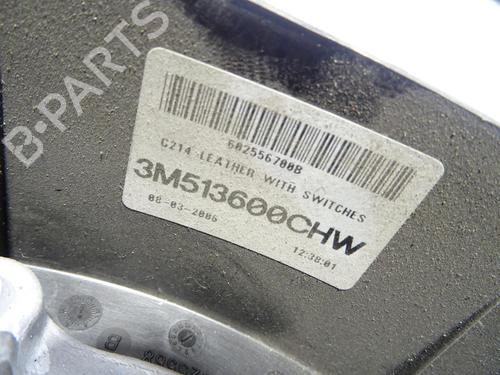 B-PARTS
602556700B
C214 LEATHER WITH SWITCHES
3M513600CHW
08-03-2006
12:38:01